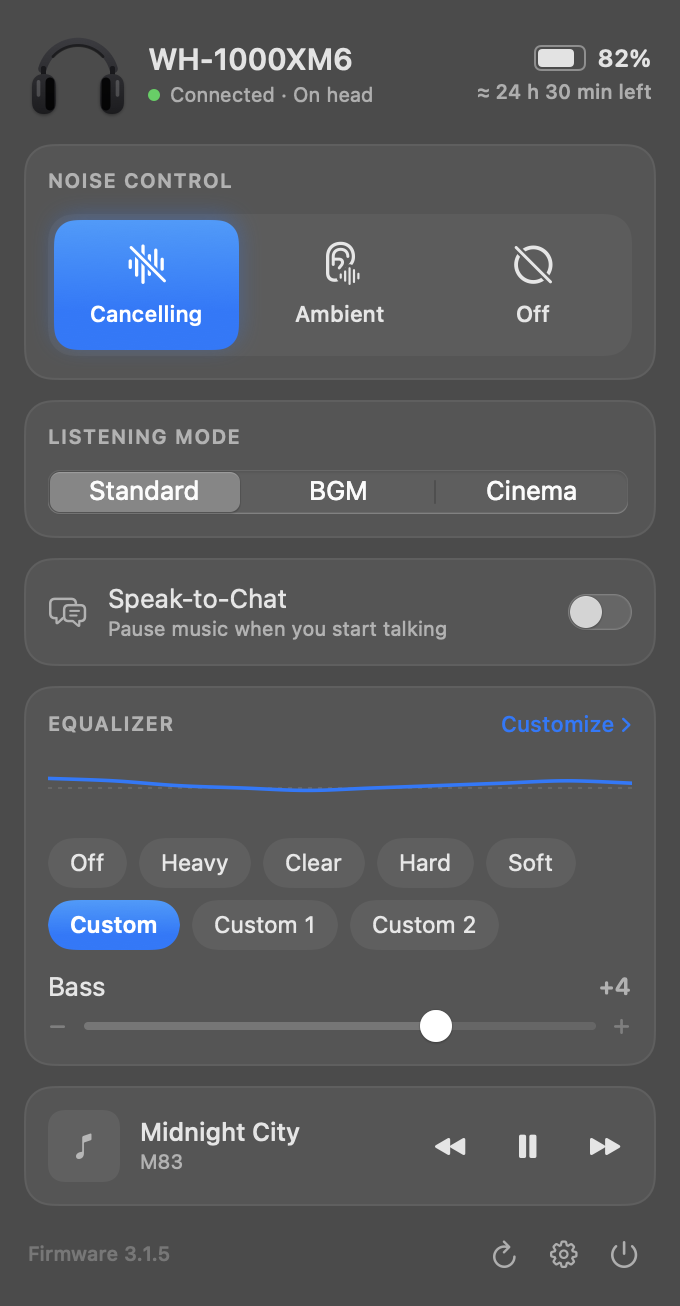 WH-1000XM6
82%
Connected · On head
≈ 24 h 30 min left
NOISE CONTROL
Cancelling
Ambient
Off
LISTENING MODE
Standard
BGM
Cinema
Speak-to-Chat
Pause music when you start talking
EQUALIZER
Customize >
Off
Heavy
Clear
Hard
Soft
Custom
Custom 1
Custom 2
Bass
+4
− +
Midnight City
M83
Firmware 3.1.5